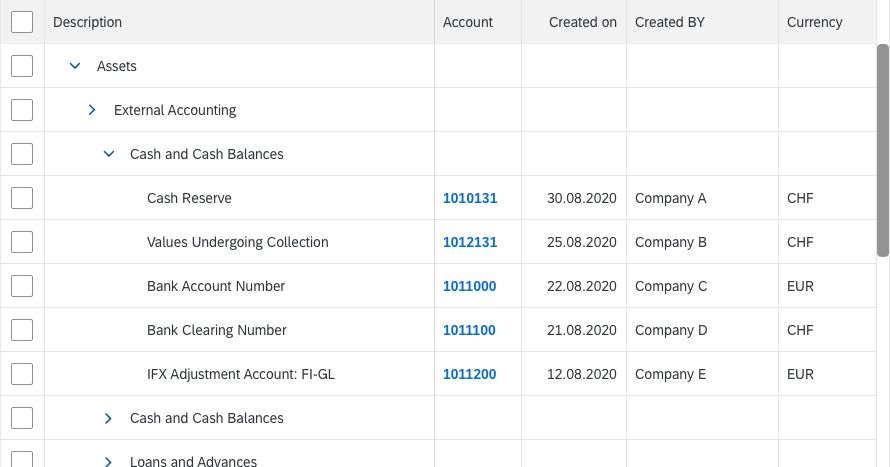 Description Account Created on Created BY Currency
Assets
External Accounting
Cash and Cash Balances
Cash Reserve 1010131 30.08.2020 Company A CHF
Values Undergoing Collection 1012131 25.08.2020 Company B CHF
Bank Account Number 1011000 22.08.2020 Company C EUR
Bank Clearing Number 1011100 21.08.2020 Company D CHF
IFX Adjustment Account: FI-GL 1011200 12.08.2020 Company E EUR
Cash and Cash Balances
Loans and Advances